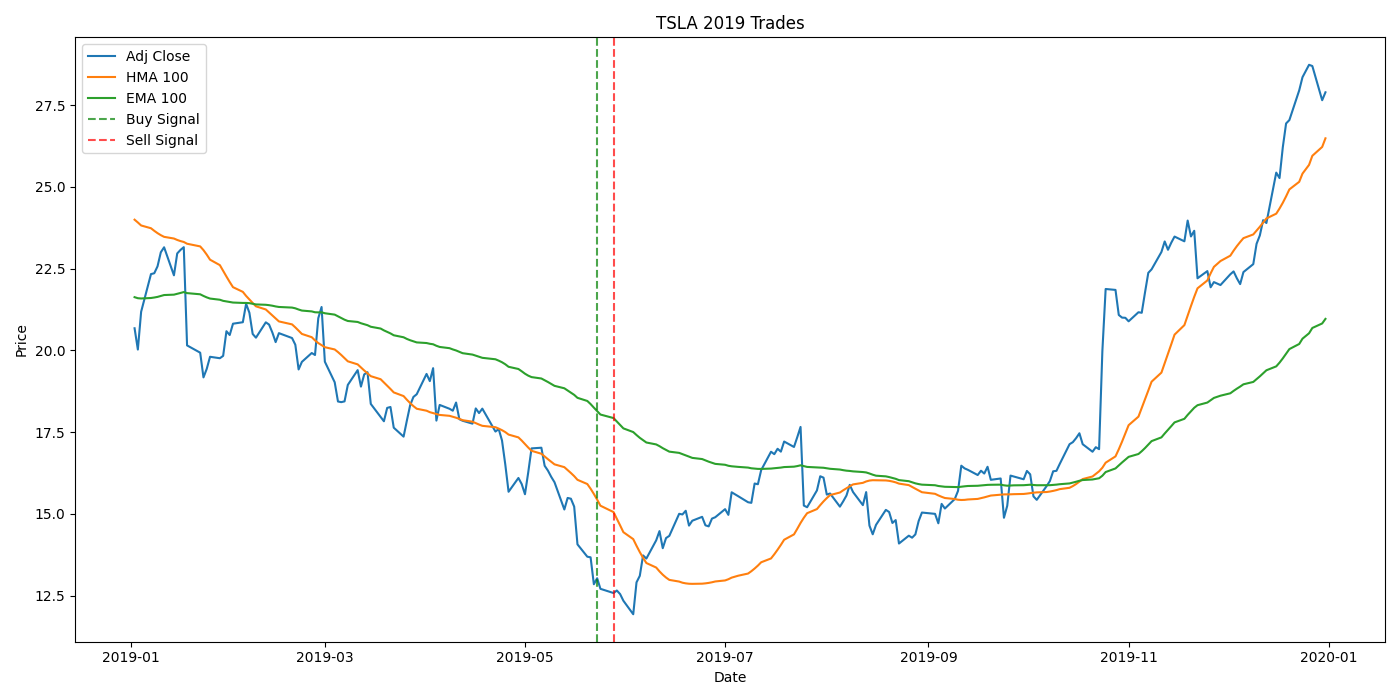 TSLA 2019 Trades
Adj Close
HMA 100
EMA 100
Buy Signal
Sell Signal
Price
27.5
25.0
22.5
20.0
17.5
15.0
12.5
2019-01
2019-03
2019-05
2019-07
2019-09
2019-11
2020-01
Date